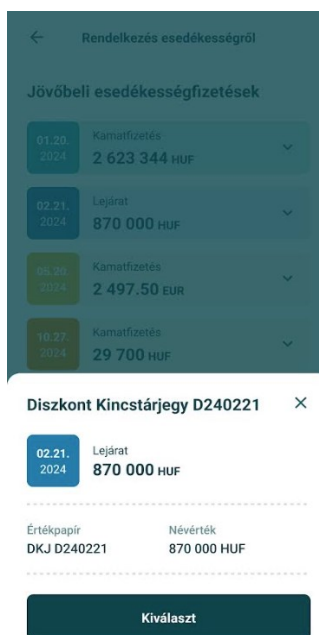 Rendelkezés esedékességről
Jövőbeli esedékességfizetések
01.20.
2024
Kamatfizetés
2 623 344 HUF
02.21.
2024
Lejárat
870 000 HUF
05.20.
2024
Kamatfizetés
2 497.50 EUR
10.27.
2024
Kamatfizetés
29 700 HUF
Diszkont Kincstárjegy D240221
02.21.
2024
Lejárat
870 000 HUF
Értékpapír
DKJ D240221
Névérték
870 000 HUF
Kiválaszt